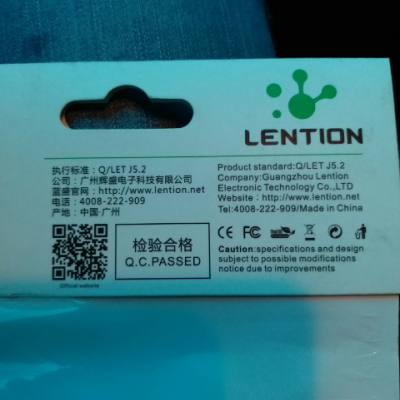 LENTION
执行标准：Q/LET J5.2
公司：广州辉盛电子科技有限公司
蓝盛官网：http://www.lention.net
电话：4008-222-909
产地：中国·广州
Product standard:Q/LET J5.2
Company:Guangzhou Lention
Electronic Technology Co.,LTD
Website : http://www.lention.net
Tel:4008-222-909/Made in China
检验合格
Q.C.PASSED
CE
Caution:specifications and design
subject to possible modifications
notice due to improvements
Official website